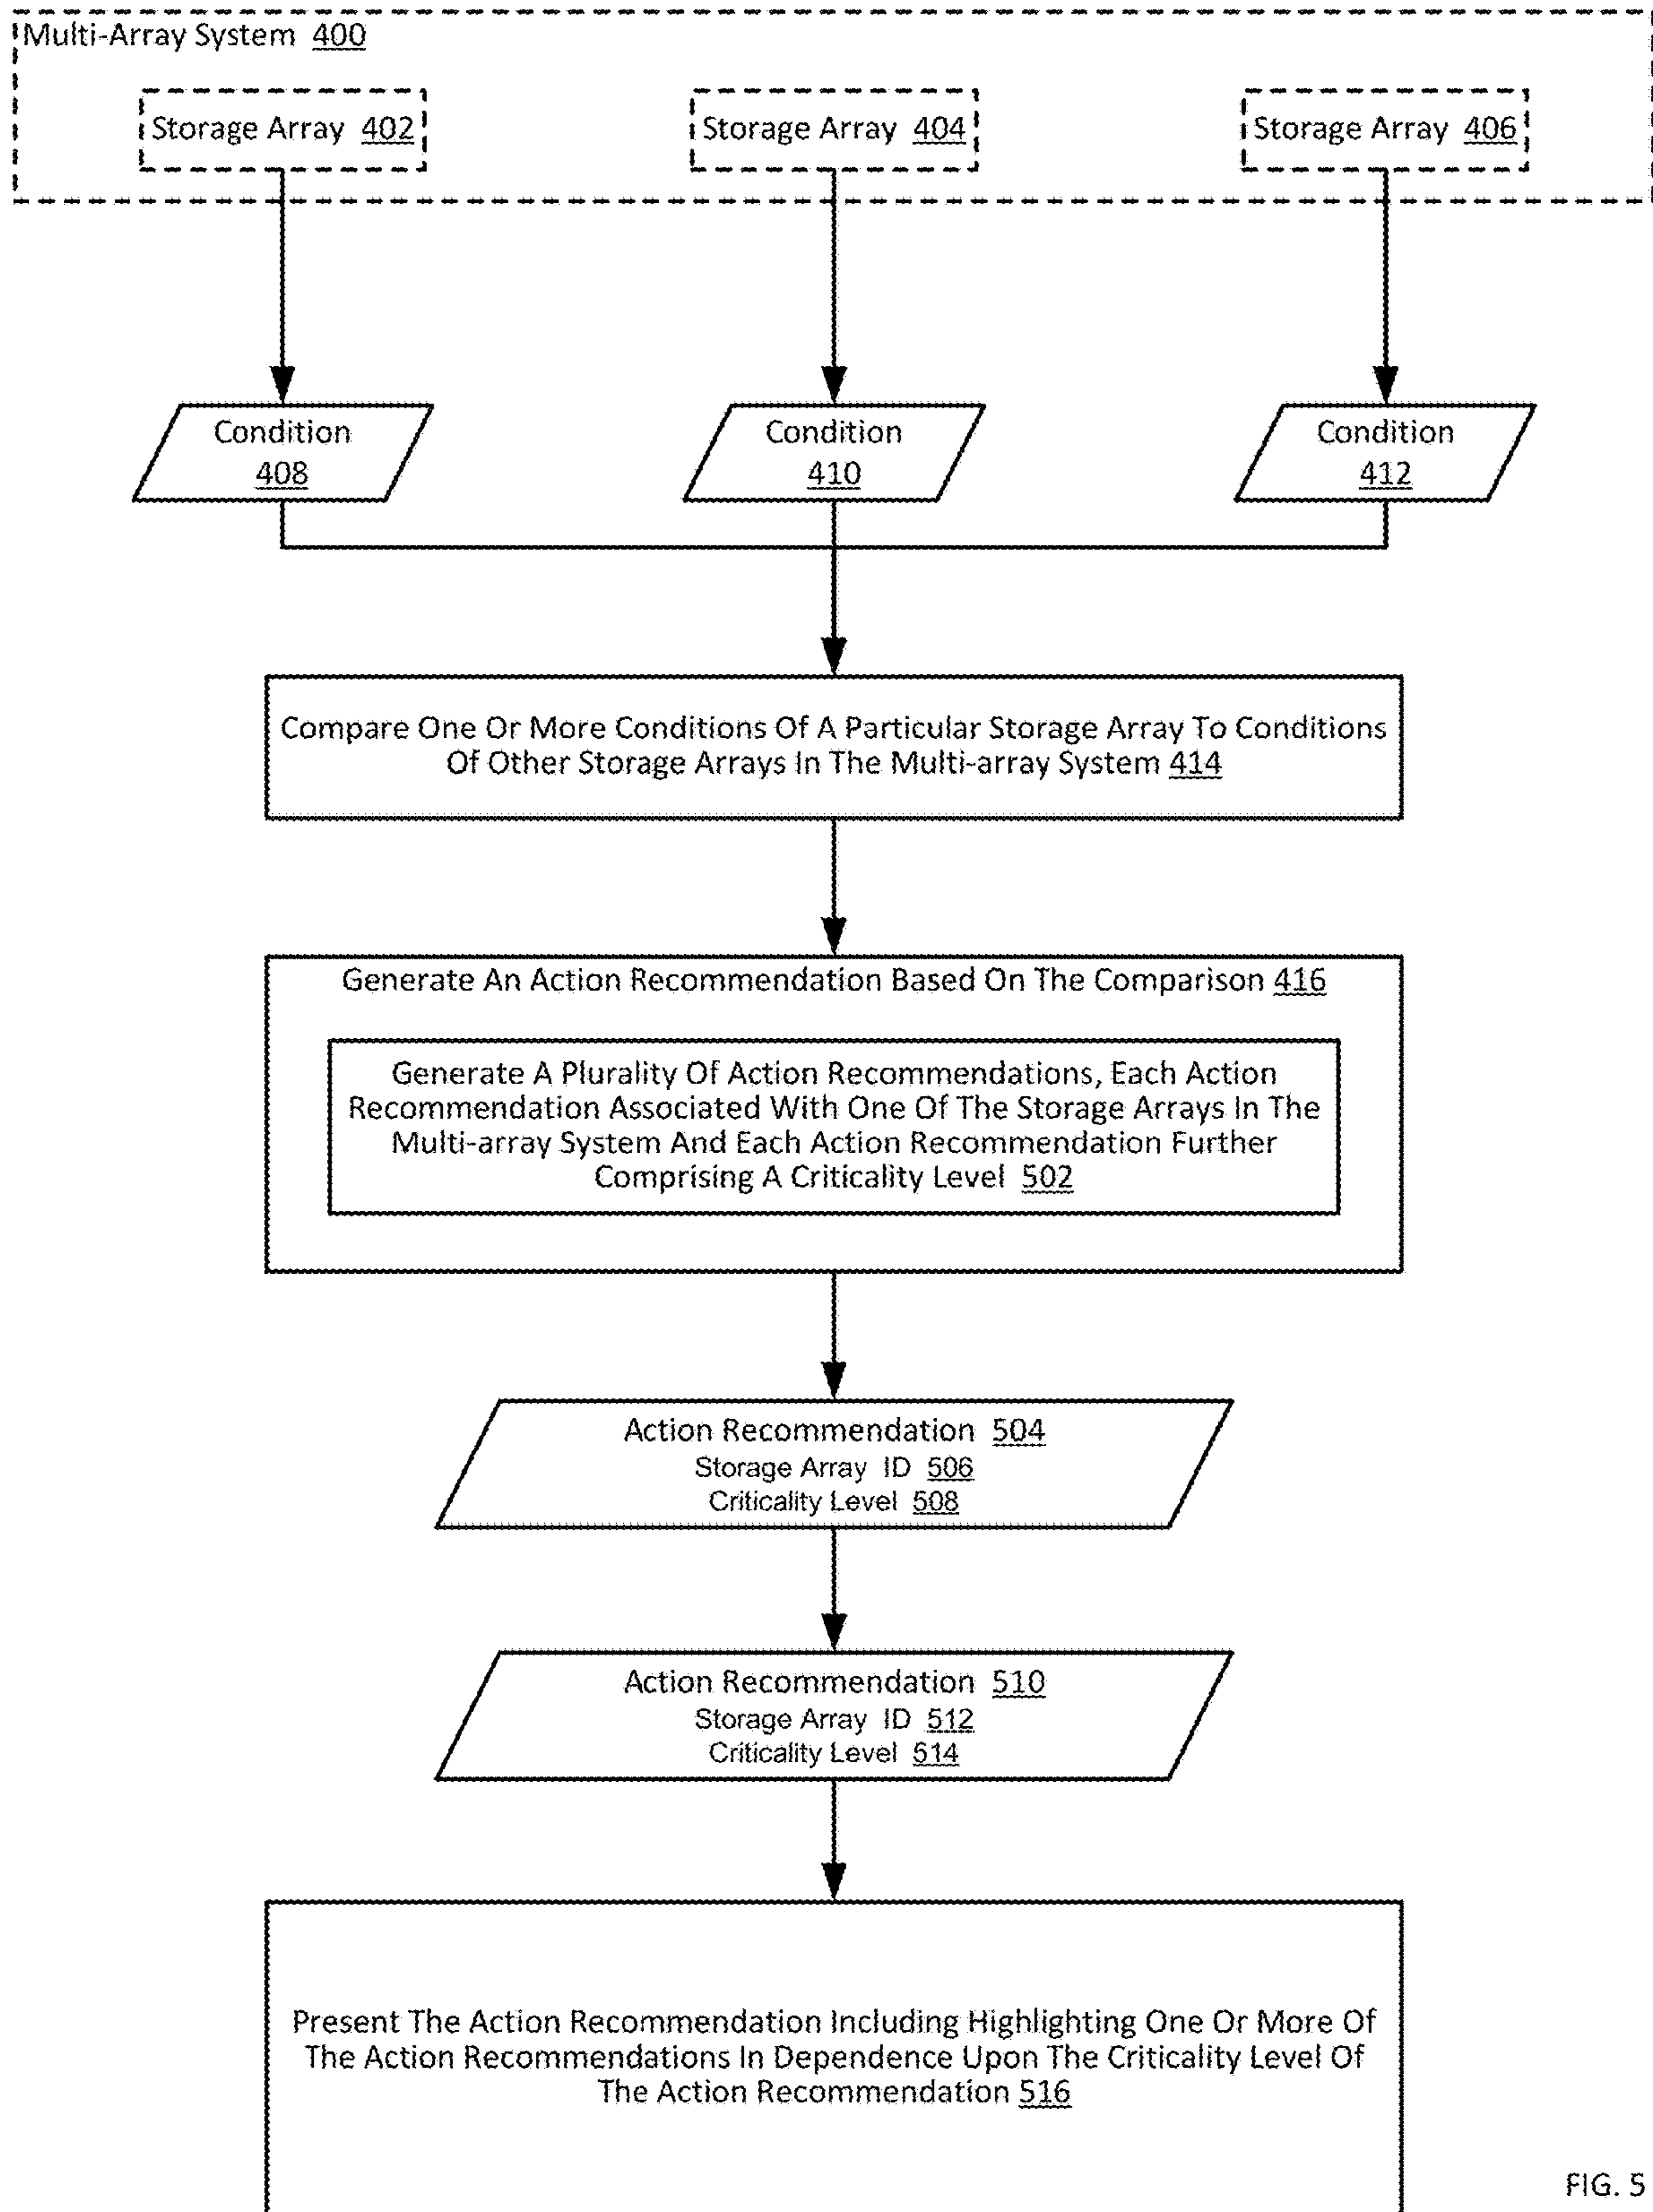 Multi-Array System 400
Storage Array 402
Storage Array 404
Storage Array 406
Condition
408
Condition
410
Condition
412
Compare One Or More Conditions Of A Particular Storage Array To Conditions
Of Other Storage Arrays In The Multi-array System 414
Generate An Action Recommendation Based On The Comparison 416
Generate A Plurality Of Action Recommendations, Each Action
Recommendation Associated With One Of The Storage Arrays In The
Multi-array System And Each Action Recommendation Further
Comprising A Criticality Level 502
Action Recommendation 504
Storage Array ID 506
Criticality Level 508
Action Recommendation 510
Storage Array ID 512
Criticality Level 514
Present The Action Recommendation Including Highlighting One Or More Of
The Action Recommendations In Dependence Upon The Criticality Level Of
The Action Recommendation 516
FIG. 5